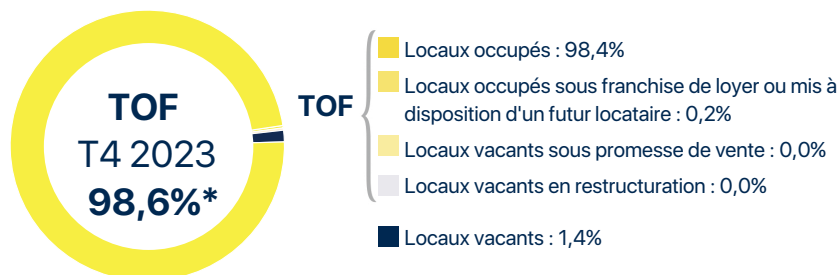 TOF
T4 2023
98,6%*
TOF
Locaux occupés : 98,4%
Locaux occupés sous franchise de loyer ou mis à
disposition d'un futur locataire : 0,2%
Locaux vacants sous promesse de vente : 0,0%
Locaux vacants en restructuration : 0,0%
Locaux vacants : 1,4%